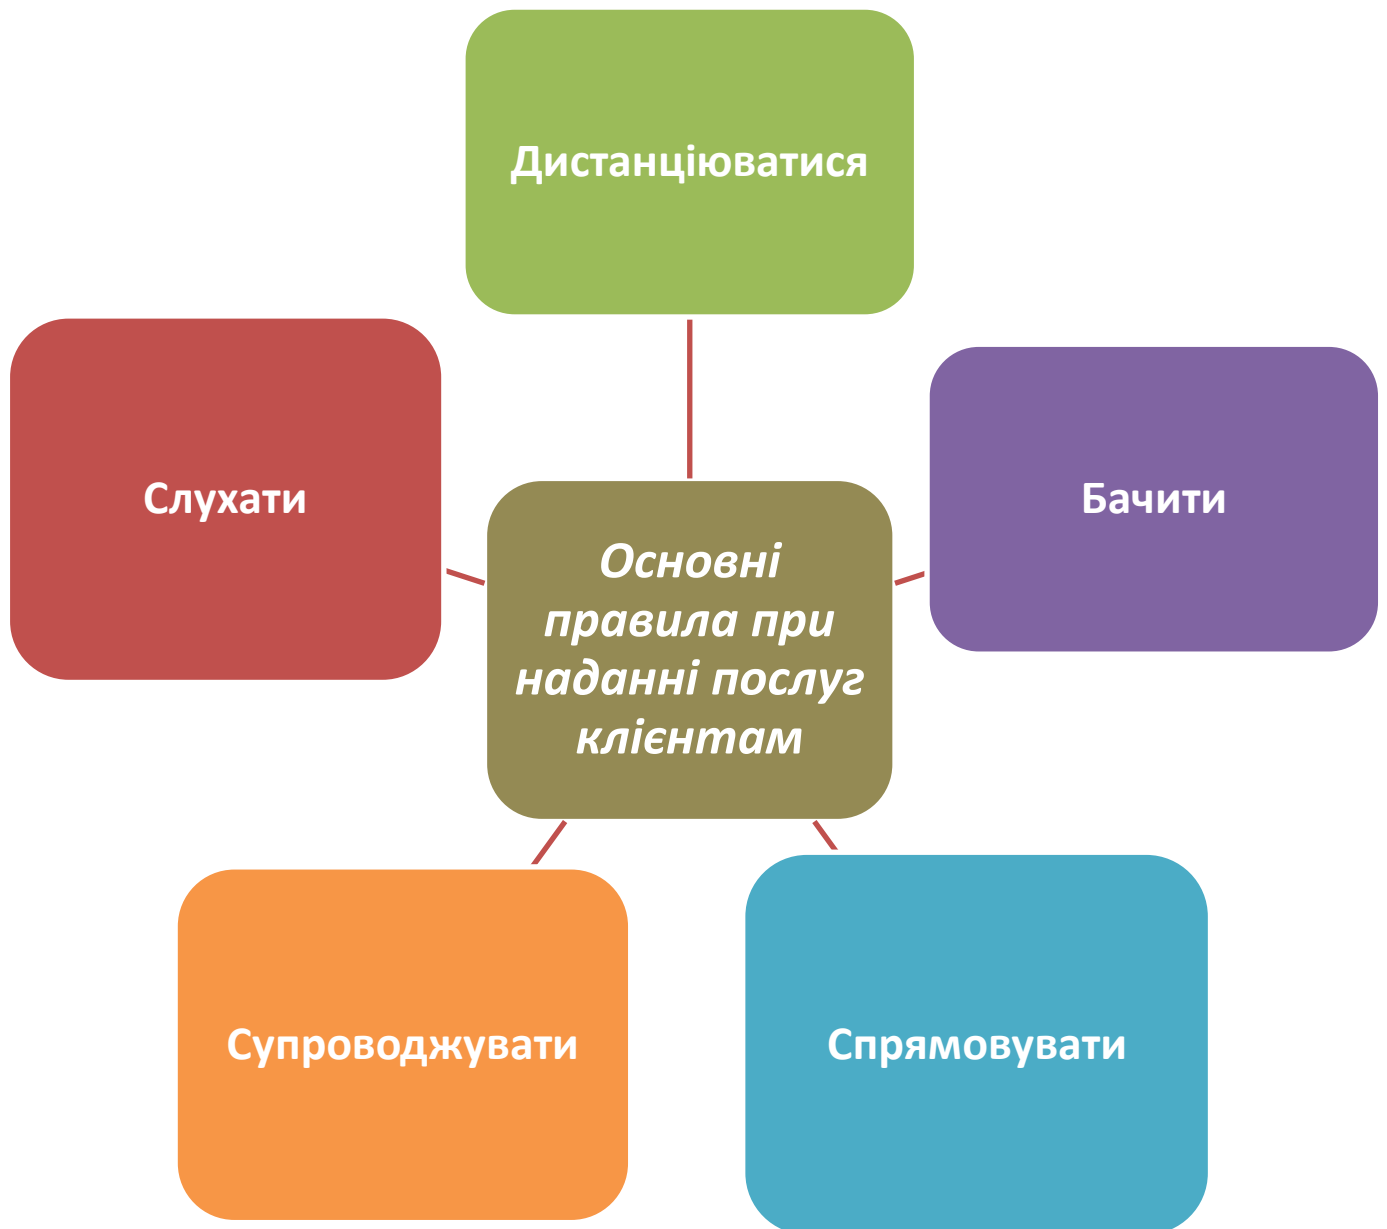 Дистанціюватися
Слухати
Бачити
Основні
правила при
наданні послуг
клієнтам
Супроводжувати
Спрямовувати